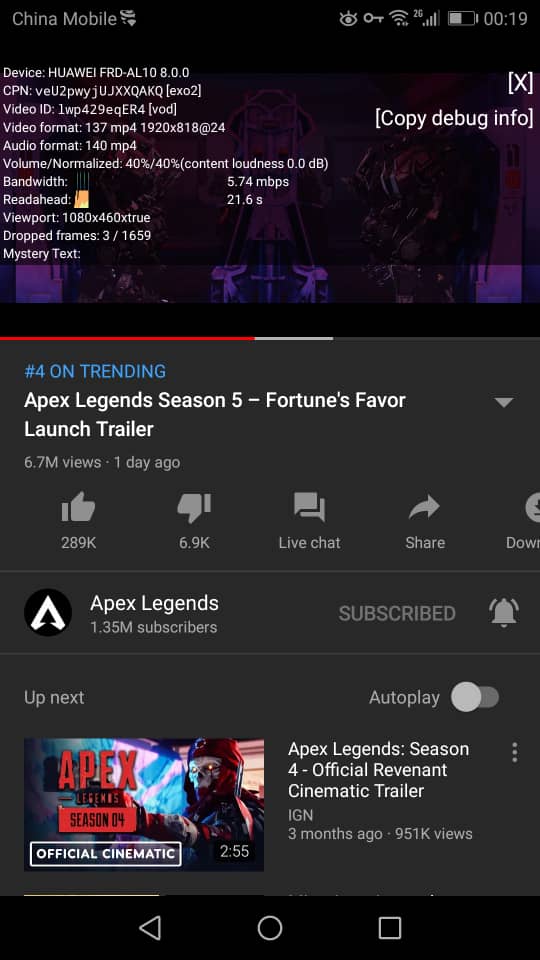 China Mobile
2G
00:19
Device: HUAWEI FRD-AL10 8.0.0
[X]
CPN: veU2pwyjUJXXQAKQ [exo2]
Video ID: lwp429eqER4 [vod]
[Copy debug info]
Video format: 137 mp4 1920x818@24
Audio format: 140 mp4
Volume/Normalized: 40%/40%(content loudness 0.0 dB)
Bandwidth: 5.74 mbps
Readahead: 21.6 s
Viewport: 1080x460xtrue
Dropped frames: 3 / 1659
Mystery Text:
#4 ON TRENDING
Apex Legends Season 5 – Fortune's Favor
Launch Trailer
6.7M views · 1 day ago
289K
6.9K
Live chat
Share
Down
Apex Legends
1.35M subscribers
SUBSCRIBED
Up next
Autoplay
APEX
LEGENDS
SEASON 04
OFFICIAL CINEMATIC
2:55
Apex Legends: Season
4 - Official Revenant
Cinematic Trailer
IGN
3 months ago · 951K views